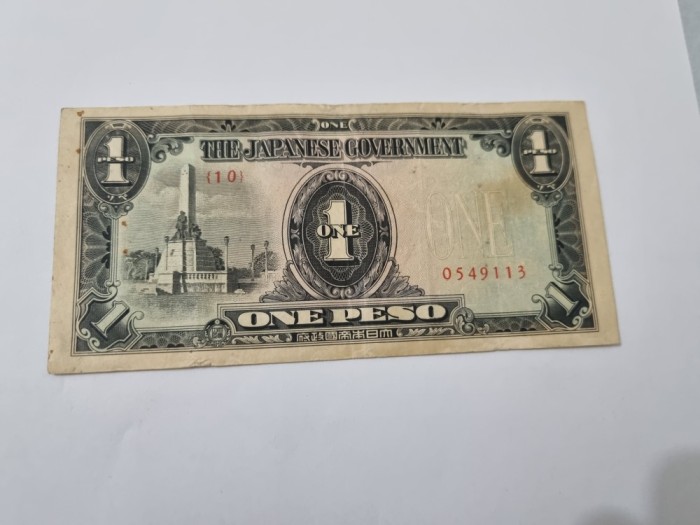 ONE
1 PESO
THE JAPANESE GOVERNMENT
1 PESO
{10}
1
ONE
ONE
0549113
1
ONE PESO
1
府政國帝本日大